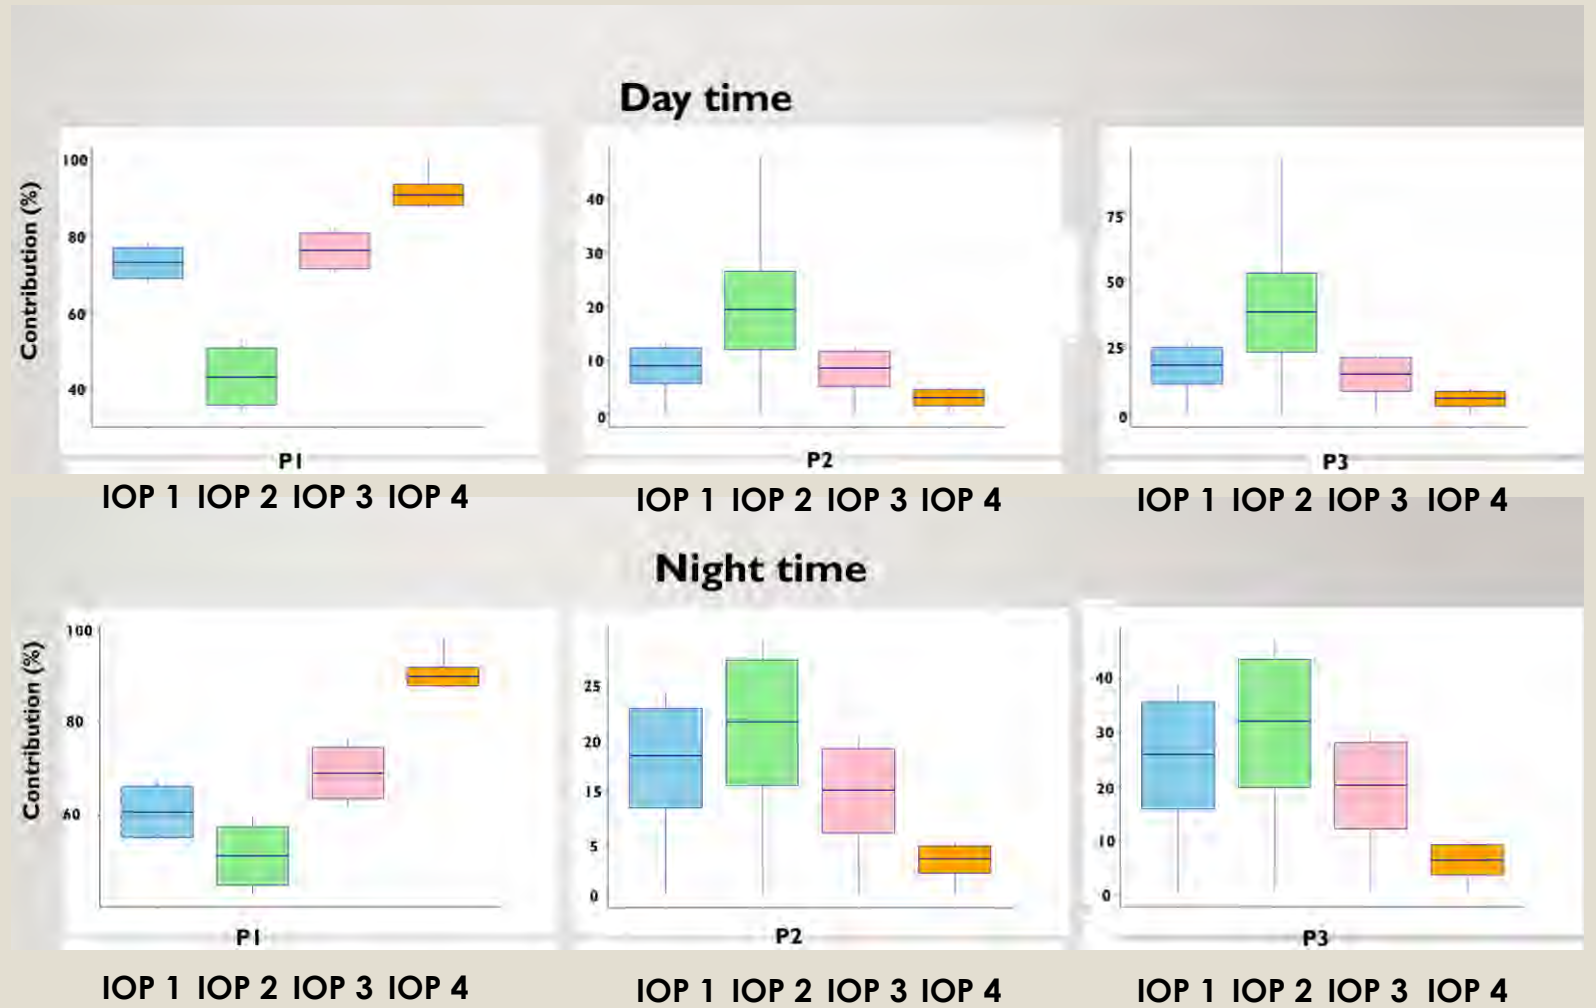 Day time
Contribution (%)
100
80
60
40
P1
40
30
20
10
0
P2
75
50
25
0
P3
IOP 1 IOP 2 IOP 3 IOP 4
IOP 1 IOP 2 IOP 3 IOP 4
IOP 1 IOP 2 IOP 3 IOP 4
Night time
Contribution (%)
100
80
60
P1
25
20
15
5
0
P2
40
30
20
10
0
P3
IOP 1 IOP 2 IOP 3 IOP 4
IOP 1 IOP 2 IOP 3 IOP 4
IOP 1 IOP 2 IOP 3 IOP 4